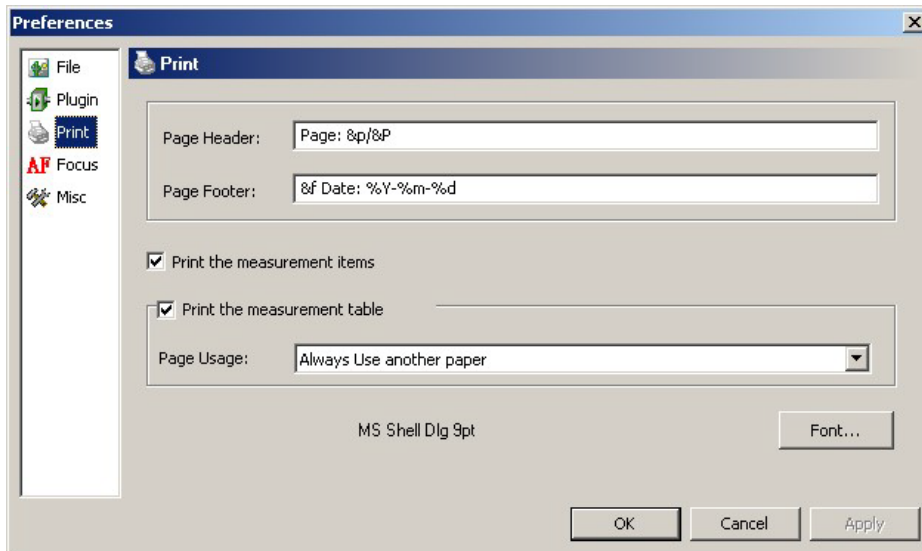 Preferences
File
Plugin
Print
AF Focus
Misc
Print
Page Header: Page: &p/&P
Page Footer: &f Date: %Y-%m-%d
Print the measurement items
Print the measurement table
Page Usage: Always Use another paper
MS Shell Dlg 9pt Font...
OK Cancel Apply